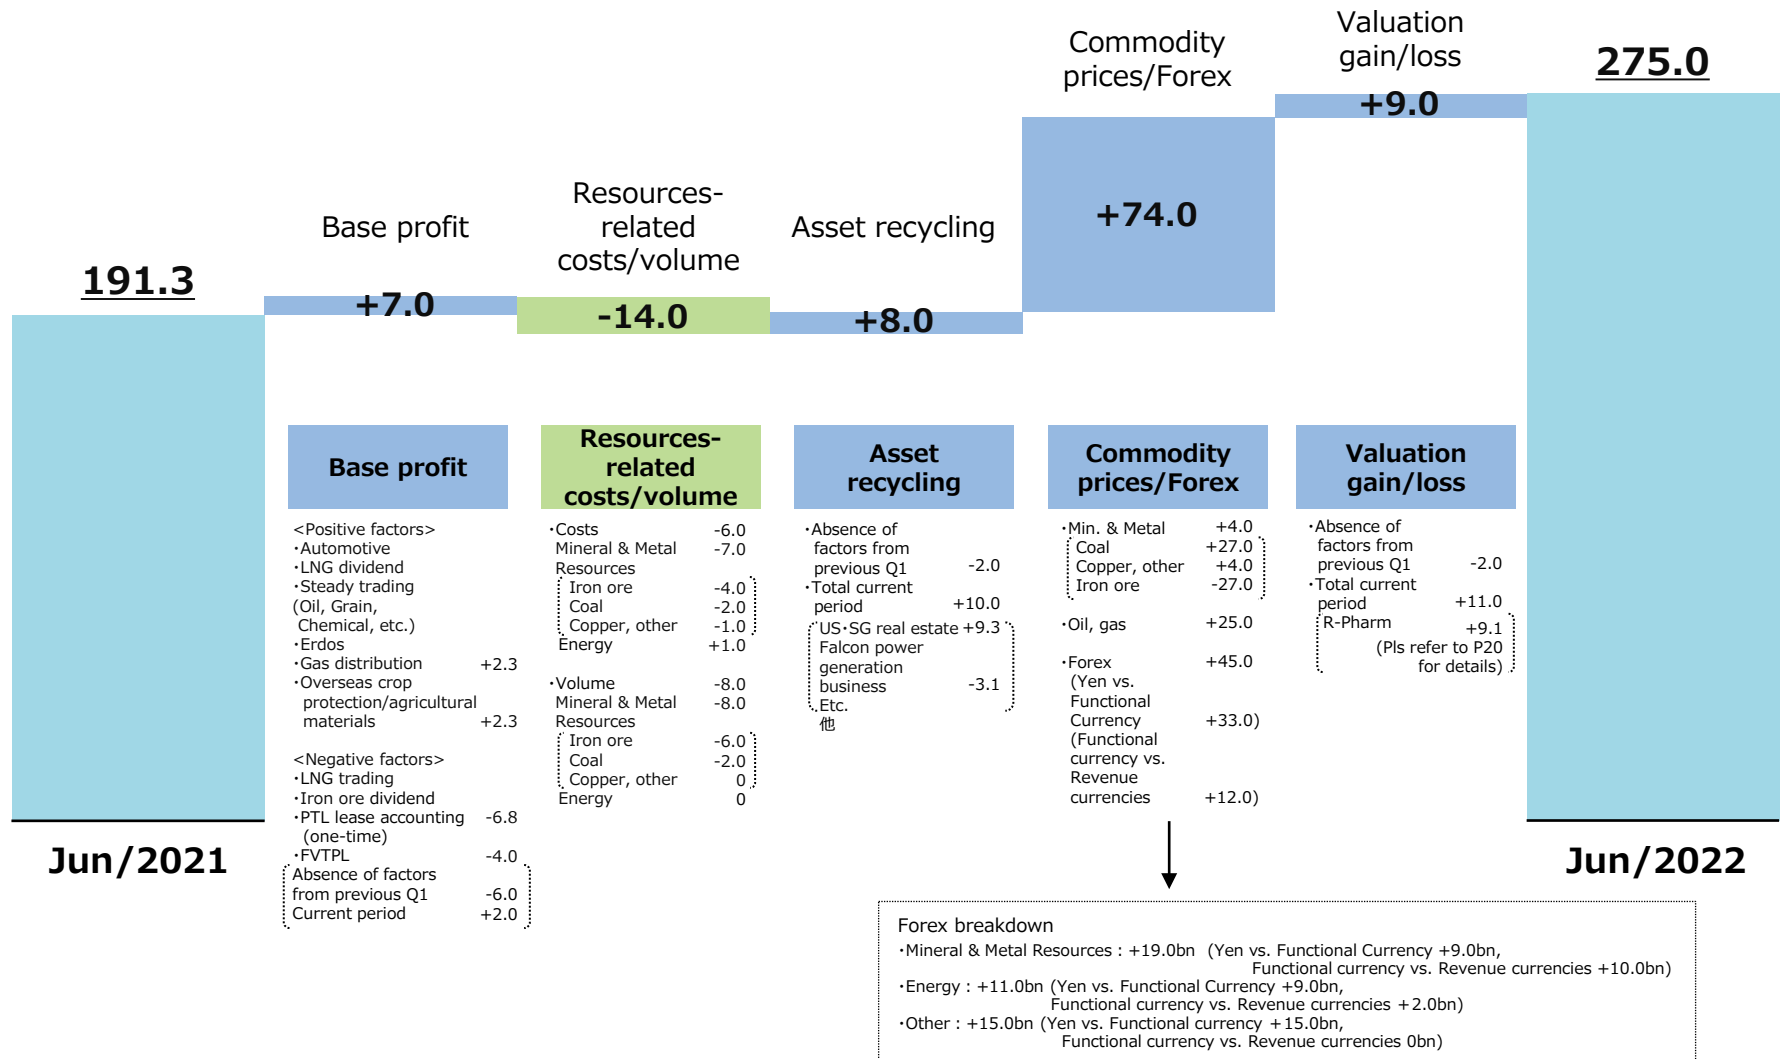 191.3
Base profit
+7.0
Resources-
related
costs/volume
-14.0
Asset recycling
+8.0
Commodity
prices/Forex
+74.0
Valuation
gain/loss
+9.0
275.0
Jun/2021
Jun/2022
Base profit
<Positive factors>
・Automotive
・LNG dividend
・Steady trading
(Oil, Grain,
Chemical, etc.)
・Erdos
・Gas distribution +2.3
・Overseas crop
protection/agricultural
materials +2.3
<Negative factors>
・LNG trading
・Iron ore dividend
・PTL lease accounting -6.8
(one-time)
・FVTPL -4.0
Absence of factors
from previous Q1 -6.0
Current period +2.0
Resources-
related
costs/volume
・Costs -6.0
Mineral & Metal -7.0
Resources
Iron ore -4.0
Coal -2.0
Copper, other -1.0
Energy +1.0
・Volume -8.0
Mineral & Metal -8.0
Resources
Iron ore -6.0
Coal -2.0
Copper, other 0
Energy 0
Asset
recycling
・Absence of
factors from
previous Q1 -2.0
・Total current
period +10.0
US・SG real estate +9.3
Falcon power
generation
business -3.1
Etc.
他
Commodity
prices/Forex
・Min. & Metal +4.0
Coal +27.0
Copper, other +4.0
Iron ore -27.0
・Oil, gas +25.0
・Forex +45.0
(Yen vs.
Functional
Currency +33.0)
(Functional
currency vs.
Revenue
currencies +12.0)
Valuation
gain/loss
・Absence of
factors from
previous Q1 -2.0
・Total current
period +11.0
R-Pharm +9.1
(Pls refer to P20
for details)
Forex breakdown
・Mineral & Metal Resources : +19.0bn (Yen vs. Functional Currency +9.0bn,
Functional currency vs. Revenue currencies +10.0bn)
・Energy : +11.0bn (Yen vs. Functional Currency +9.0bn,
Functional currency vs. Revenue currencies +2.0bn)
・Other : +15.0bn (Yen vs. Functional currency +15.0bn,
Functional currency vs. Revenue currencies 0bn)